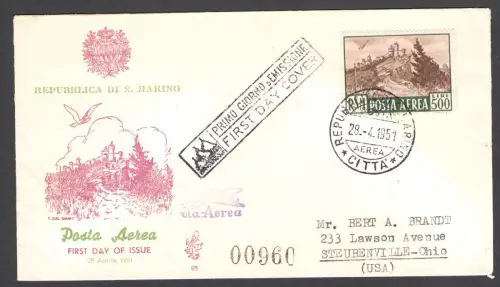 REPUBBLICA DI S. MARINO
Posta Aerea
FIRST DAY OF ISSUE
28 Aprile 1951
PRIMO GIORNO D'EMISSIONE
FIRST DAY COVER
POSTA AEREA
LIRE
500
28.-4.1951
AEREA
* CITTA' *
via Aerea
00960
Mr. BERT A. BRANDT
233 Lawson Avenue
STEUBENVILLE-Ohio
(USA)